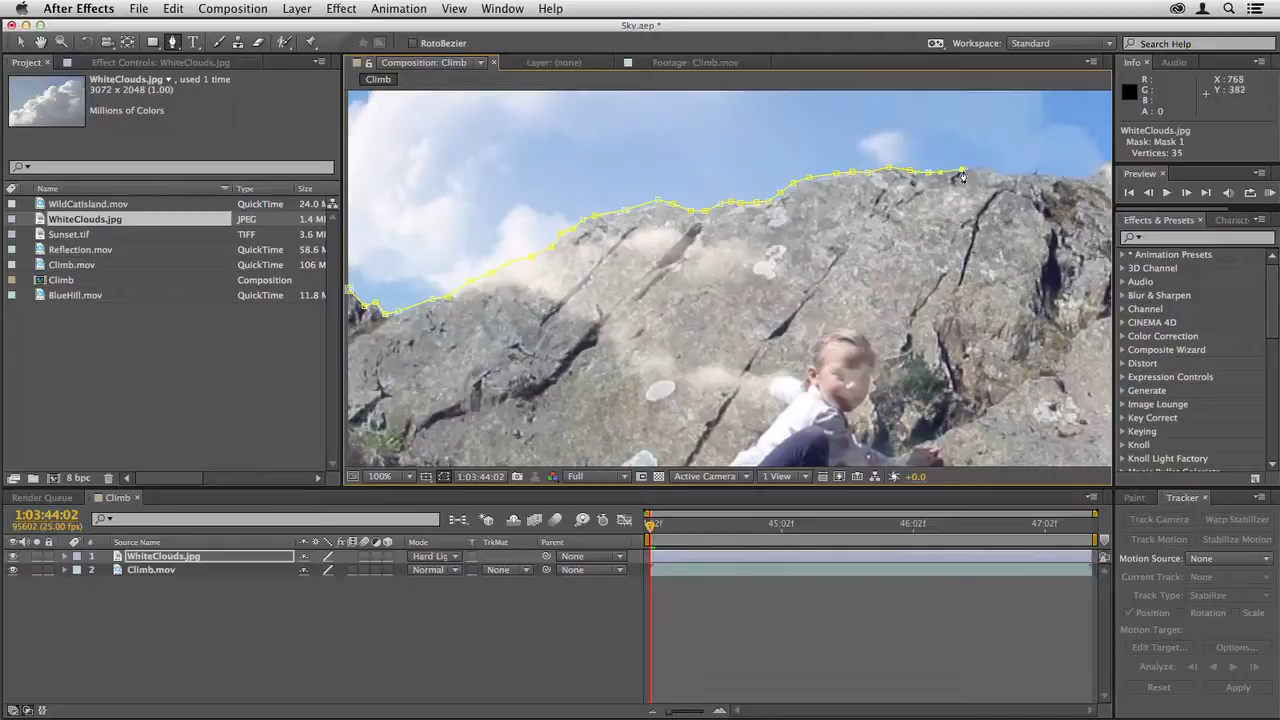 After Effects File Edit Composition Layer Effect Animation View Window Help
Sky.aep *
RotoBezier Workspace: Standard Search Help
Project Effect Controls: WhiteClouds.jpg Composition: Climb Layer: (none) Footage: Climb.mov Info Audio
WhiteClouds.jpg , used 1 time
3072 x 2048 (1.00)
Millions of Colors
Climb
R : X : 768
G : Y : 382
B :
A : 0
WhiteClouds.jpg
Mask: Mask 1
Vertices: 35
Preview
Name Type Size
WildCatIsland.mov QuickTime 24.0 M
WhiteClouds.jpg JPEG 1.4 M
Sunset.tif TIFF 3.6 M
Reflection.mov QuickTime 58.6 M
Climb.mov QuickTime 106 M
Climb Composition
BlueHill.mov QuickTime 11.8 M
Effects & Presets Charact
* Animation Presets
3D Channel
Audio
Blur & Sharpen
Channel
CINEMA 4D
Color Correction
Composite Wizard
Distort
Expression Controls
Generate
Image Lounge
Key Correct
Keying
Knoll
Knoll Light Factory
8 bpc 100% 1:03:44:02 Full Active Camera 1 View +0.0
Render Queue Climb Paint Tracker
1:03:44:02
95602 (25.00 fps)
:02f 45:02f 46:02f 47:02f
# Source Name Mode T TrkMat Parent
1 WhiteClouds.jpg Hard Lig None
2 Climb.mov Normal None None
Track Camera Warp Stabilizer
Track Motion Stabilize Motion
Motion Source: None
Current Track: None
Track Type: Stabilize
Position Rotation Scale
Motion Target:
Edit Target... Options...
Analyze:
Reset Apply